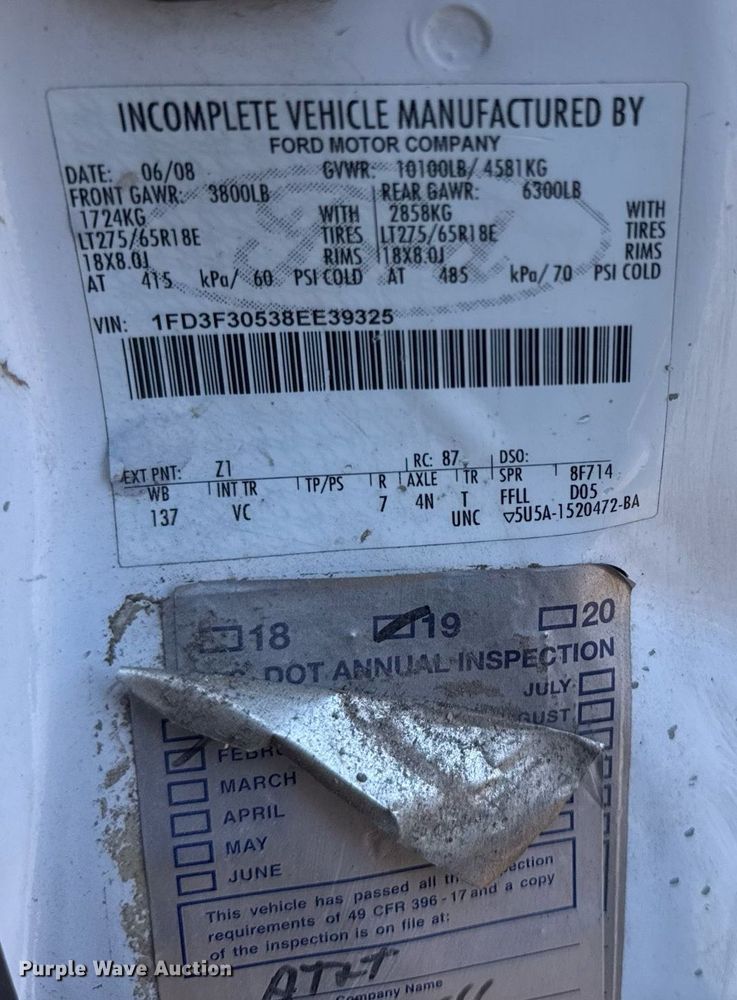 INCOMPLETE VEHICLE MANUFACTURED BY
FORD MOTOR COMPANY
DATE: 06/08 GVWR: 10100LB/ 4581KG
FRONT GAWR: 3800LB REAR GAWR: 6300LB
1724KG WITH 2858KG WITH
LT275/65R18E TIRES LT275/65R18E TIRES
18X8.0J RIMS 18X8.0J RIMS
AT 415 kPa/ 60 PSI COLD AT 485 kPa/ 70 PSI COLD
VIN: 1FD3F30538EE39325
EXT PNT: Z1 RC: 87 DSO:
WB INT TR TP/PS R AXLE TR SPR 8F714
137 VC 7 4N T FFLL D05
UNC ▽5U5A-1520472-BA
18 19 20
DOT ANNUAL INSPECTION
JULY
MARCH
APRIL
MAY
JUNE
This vehicle has passed all
requirements of 49 CFR 396-17 and a copy
of the inspection is on file at:
AT&T
Company Name
Purple Wave Auction